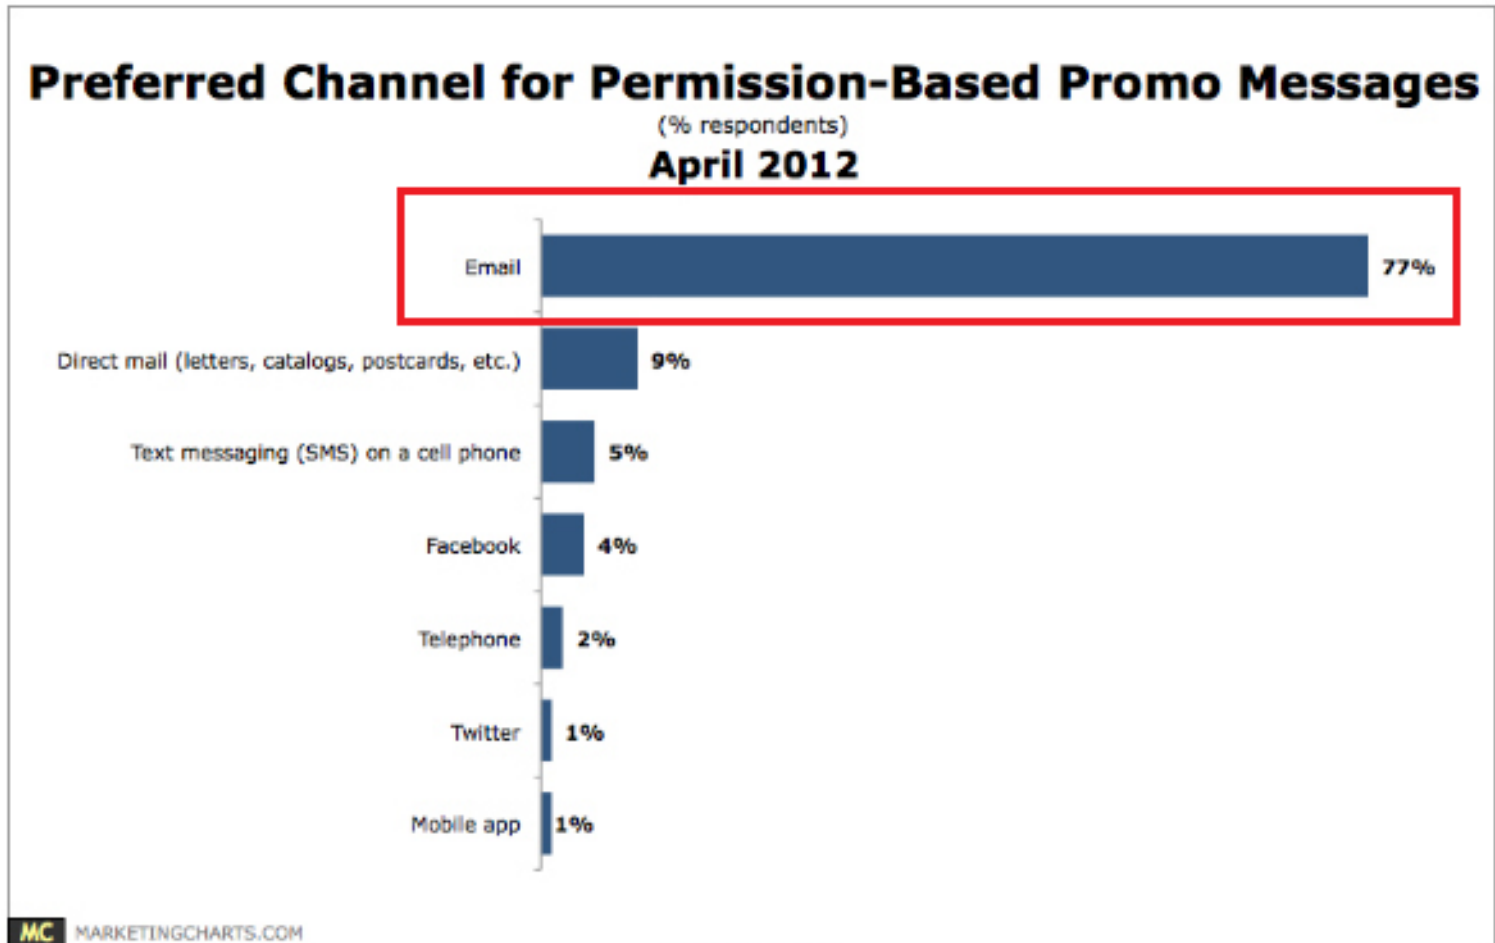 Preferred Channel for Permission-Based Promo Messages
(% respondents)
April 2012
Email 77%
Direct mail (letters, catalogs, postcards, etc.) 9%
Text messaging (SMS) on a cell phone 5%
Facebook 4%
Telephone 2%
Twitter 1%
Mobile app 1%
MC MARKETINGCHARTS.COM